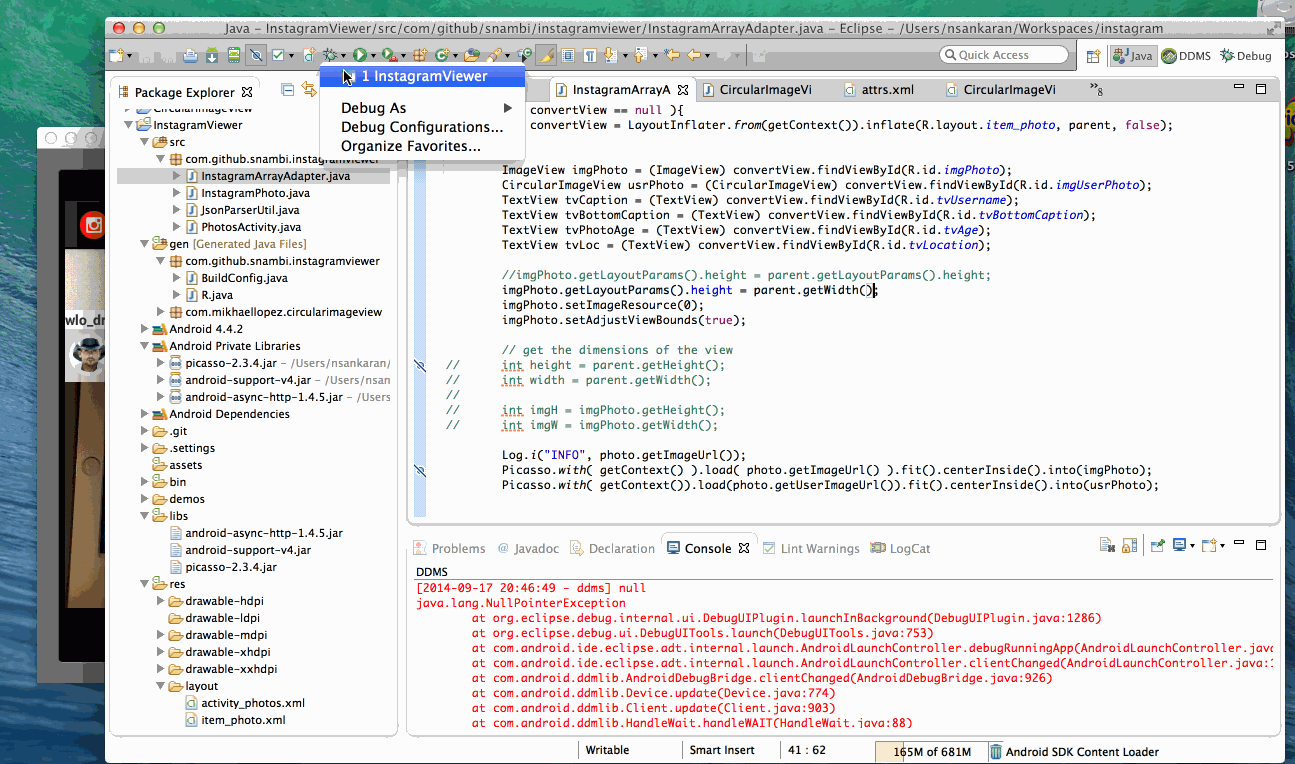 Java – InstagramViewer/src/com/github/snambi/instagramviewer/InstagramArrayAdapter.java – Eclipse – /Users/nsankaran/Workspaces/instagram
Quick Access
Java
DDMS
Debug
1 InstagramViewer
Debug As
Debug Configurations...
Organize Favorites...
Package Explorer
InstagramArrayA
CircularImageVi
attrs.xml
CircularImageVi
»8
CircularImageView
InstagramViewer
src
com.github.snambi.instagramviewer
InstagramArrayAdapter.java
InstagramPhoto.java
JsonParserUtil.java
PhotosActivity.java
gen [Generated Java Files]
com.github.snambi.instagramviewer
BuildConfig.java
R.java
com.mikhaellopez.circularimageview
Android 4.4.2
Android Private Libraries
picasso-2.3.4.jar – /Users/nsankaran/
android-support-v4.jar – /Users/nsan
android-async-http-1.4.5.jar – /Users
Android Dependencies
.git
.settings
assets
bin
demos
libs
android-async-http-1.4.5.jar
android-support-v4.jar
picasso-2.3.4.jar
res
drawable-hdpi
drawable-ldpi
drawable-mdpi
drawable-xhdpi
drawable-xxhdpi
layout
activity_photos.xml
item_photo.xml
convertView == null ){
convertView = LayoutInflater.from(getContext()).inflate(R.layout.item_photo, parent, false);
ImageView imgPhoto = (ImageView) convertView.findViewById(R.id.imgPhoto);
CircularImageView usrPhoto = (CircularImageView) convertView.findViewById(R.id.imgUserPhoto);
TextView tvCaption = (TextView) convertView.findViewById(R.id.tvUsername);
TextView tvBottomCaption = (TextView) convertView.findViewById(R.id.tvBottomCaption);
TextView tvPhotoAge = (TextView) convertView.findViewById(R.id.tvAge);
TextView tvLoc = (TextView) convertView.findViewById(R.id.tvLocation);
//imgPhoto.getLayoutParams().height = parent.getLayoutParams().height;
imgPhoto.getLayoutParams().height = parent.getWidth();
imgPhoto.setImageResource(0);
imgPhoto.setAdjustViewBounds(true);
// get the dimensions of the view
// int height = parent.getHeight();
// int width = parent.getWidth();
//
// int imgH = imgPhoto.getHeight();
// int imgW = imgPhoto.getWidth();
Log.i("INFO", photo.getImageUrl());
Picasso.with( getContext() ).load( photo.getImageUrl() ).fit().centerInside().into(imgPhoto);
Picasso.with( getContext()).load(photo.getUserImageUrl()).fit().centerInside().into(usrPhoto);
Problems
@ Javadoc
Declaration
Console
Lint Warnings
LogCat
DDMS
[2014-09-17 20:46:49 - ddms] null
java.lang.NullPointerException
at org.eclipse.debug.internal.ui.DebugUIPlugin.launchInBackground(DebugUIPlugin.java:1286)
at org.eclipse.debug.ui.DebugUITools.launch(DebugUITools.java:753)
at com.android.ide.eclipse.adt.internal.launch.AndroidLaunchController.debugRunningApp(AndroidLaunchController.java
at com.android.ide.eclipse.adt.internal.launch.AndroidLaunchController.clientChanged(AndroidLaunchController.java:1
at com.android.ddmlib.AndroidDebugBridge.clientChanged(AndroidDebugBridge.java:926)
at com.android.ddmlib.Device.update(Device.java:774)
at com.android.ddmlib.Client.update(Client.java:903)
at com.android.ddmlib.HandleWait.handleWAIT(HandleWait.java:88)
Writable
Smart Insert
41 : 62
165M of 681M
Android SDK Content Loader
wlo_dr